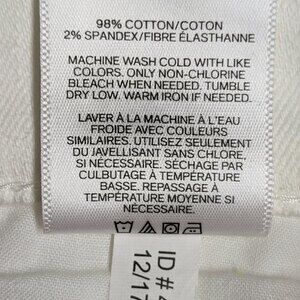 98% COTTON/COTON
2% SPANDEX/FIBRE ÉLASTHANNE
MACHINE WASH COLD WITH LIKE
COLORS. ONLY NON-CHLORINE
BLEACH WHEN NEEDED. TUMBLE
DRY LOW. WARM IRON IF NEEDED.
LAVER À LA MACHINE À L'EAU
FROIDE AVEC COULEURS
SIMILAIRES. UTILISEZ SEULEMENT
DU JAVELLISANT SANS CHLORE,
SI NÉCESSAIRE. SÉCHAGE PAR
CULBUTAGE À TEMPÉRATURE
BASSE. REPASSAGE À
TEMPÉRATURE MOYENNE SI
NÉCESSAIRE.
ID #
12/17